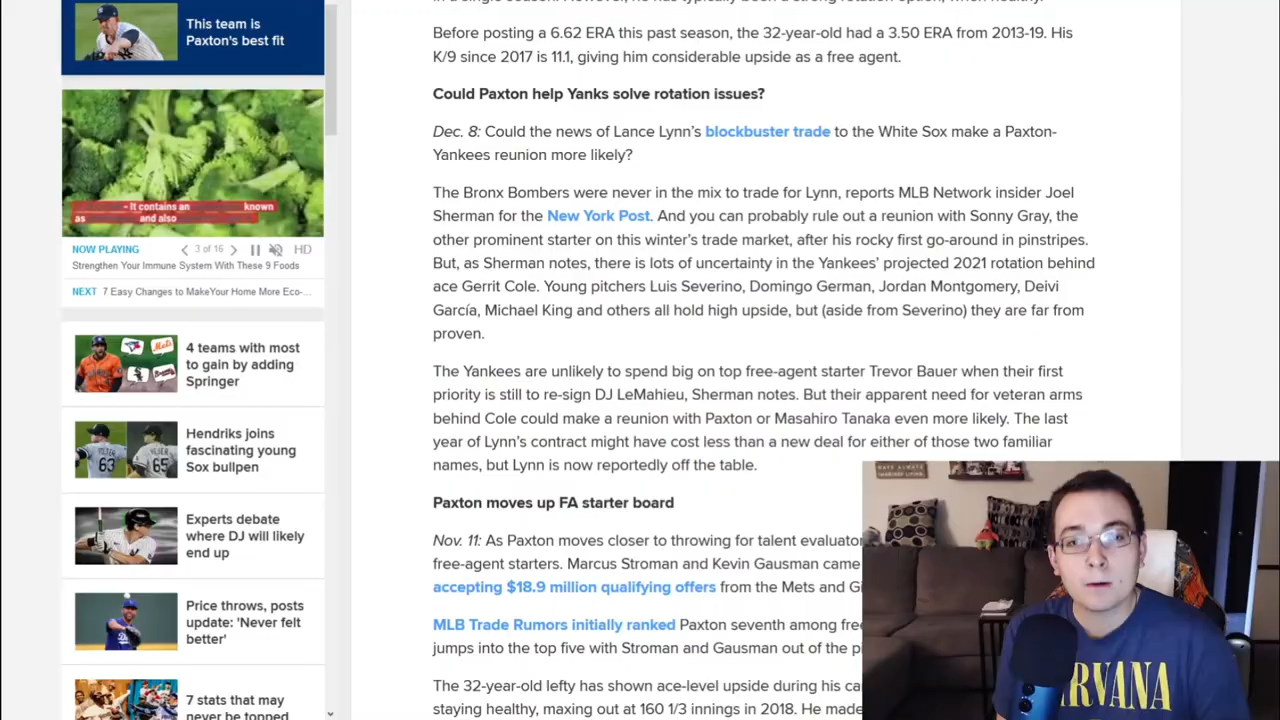 This team is
Paxton's best fit
- It contains an known
as and also
NOW PLAYING
3 of 16
HD
Strengthen Your Immune System With These 9 Foods
NEXT 7 Easy Changes to MakeYour Home More Eco-...
4 teams with most
to gain by adding
Springer
Hendriks joins
fascinating young
Sox bullpen
Experts debate
where DJ will likely
end up
Price throws, posts
update: 'Never felt
better'
7 stats that may
never be topped
in a single season. However, he has typically been a strong rotation option, when healthy.
Before posting a 6.62 ERA this past season, the 32-year-old had a 3.50 ERA from 2013-19. His
K/9 since 2017 is 11.1, giving him considerable upside as a free agent.
Could Paxton help Yanks solve rotation issues?
Dec. 8: Could the news of Lance Lynn's blockbuster trade to the White Sox make a Paxton-
Yankees reunion more likely?
The Bronx Bombers were never in the mix to trade for Lynn, reports MLB Network insider Joel
Sherman for the New York Post. And you can probably rule out a reunion with Sonny Gray, the
other prominent starter on this winter's trade market, after his rocky first go-around in pinstripes.
But, as Sherman notes, there is lots of uncertainty in the Yankees' projected 2021 rotation behind
ace Gerrit Cole. Young pitchers Luis Severino, Domingo German, Jordan Montgomery, Deivi
García, Michael King and others all hold high upside, but (aside from Severino) they are far from
proven.
The Yankees are unlikely to spend big on top free-agent starter Trevor Bauer when their first
priority is still to re-sign DJ LeMahieu, Sherman notes. But their apparent need for veteran arms
behind Cole could make a reunion with Paxton or Masahiro Tanaka even more likely. The last
year of Lynn's contract might have cost less than a new deal for either of those two familiar
names, but Lynn is now reportedly off the table.
Paxton moves up FA starter board
Nov. 11: As Paxton moves closer to throwing for talent evaluator
free-agent starters. Marcus Stroman and Kevin Gausman came
accepting $18.9 million qualifying offers from the Mets and Gi
MLB Trade Rumors initially ranked Paxton seventh among fre
jumps into the top five with Stroman and Gausman out of the pi
The 32-year-old lefty has shown ace-level upside during his ca
staying healthy, maxing out at 160 1/3 innings in 2018. He made
NIRVANA